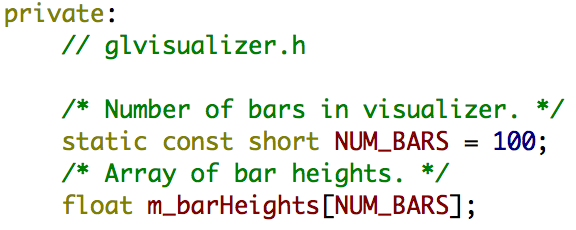 private:
// glvisualizer.h
/* Number of bars in visualizer. */
static const short NUM_BARS = 100;
/* Array of bar heights. */
float m_barHeights[NUM_BARS];